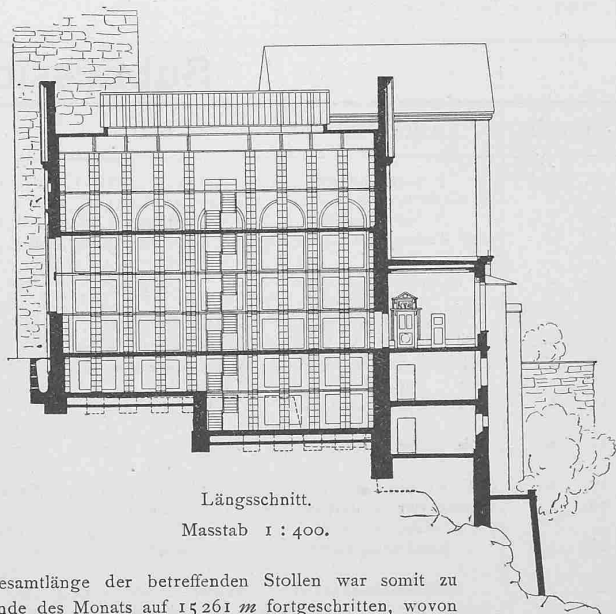 Längsschnitt.
Masstab 1 : 400.
esamtlänge der betreffenden Stollen war somit zu
nde des Monats auf 15 261 m fortgeschritten, wovon